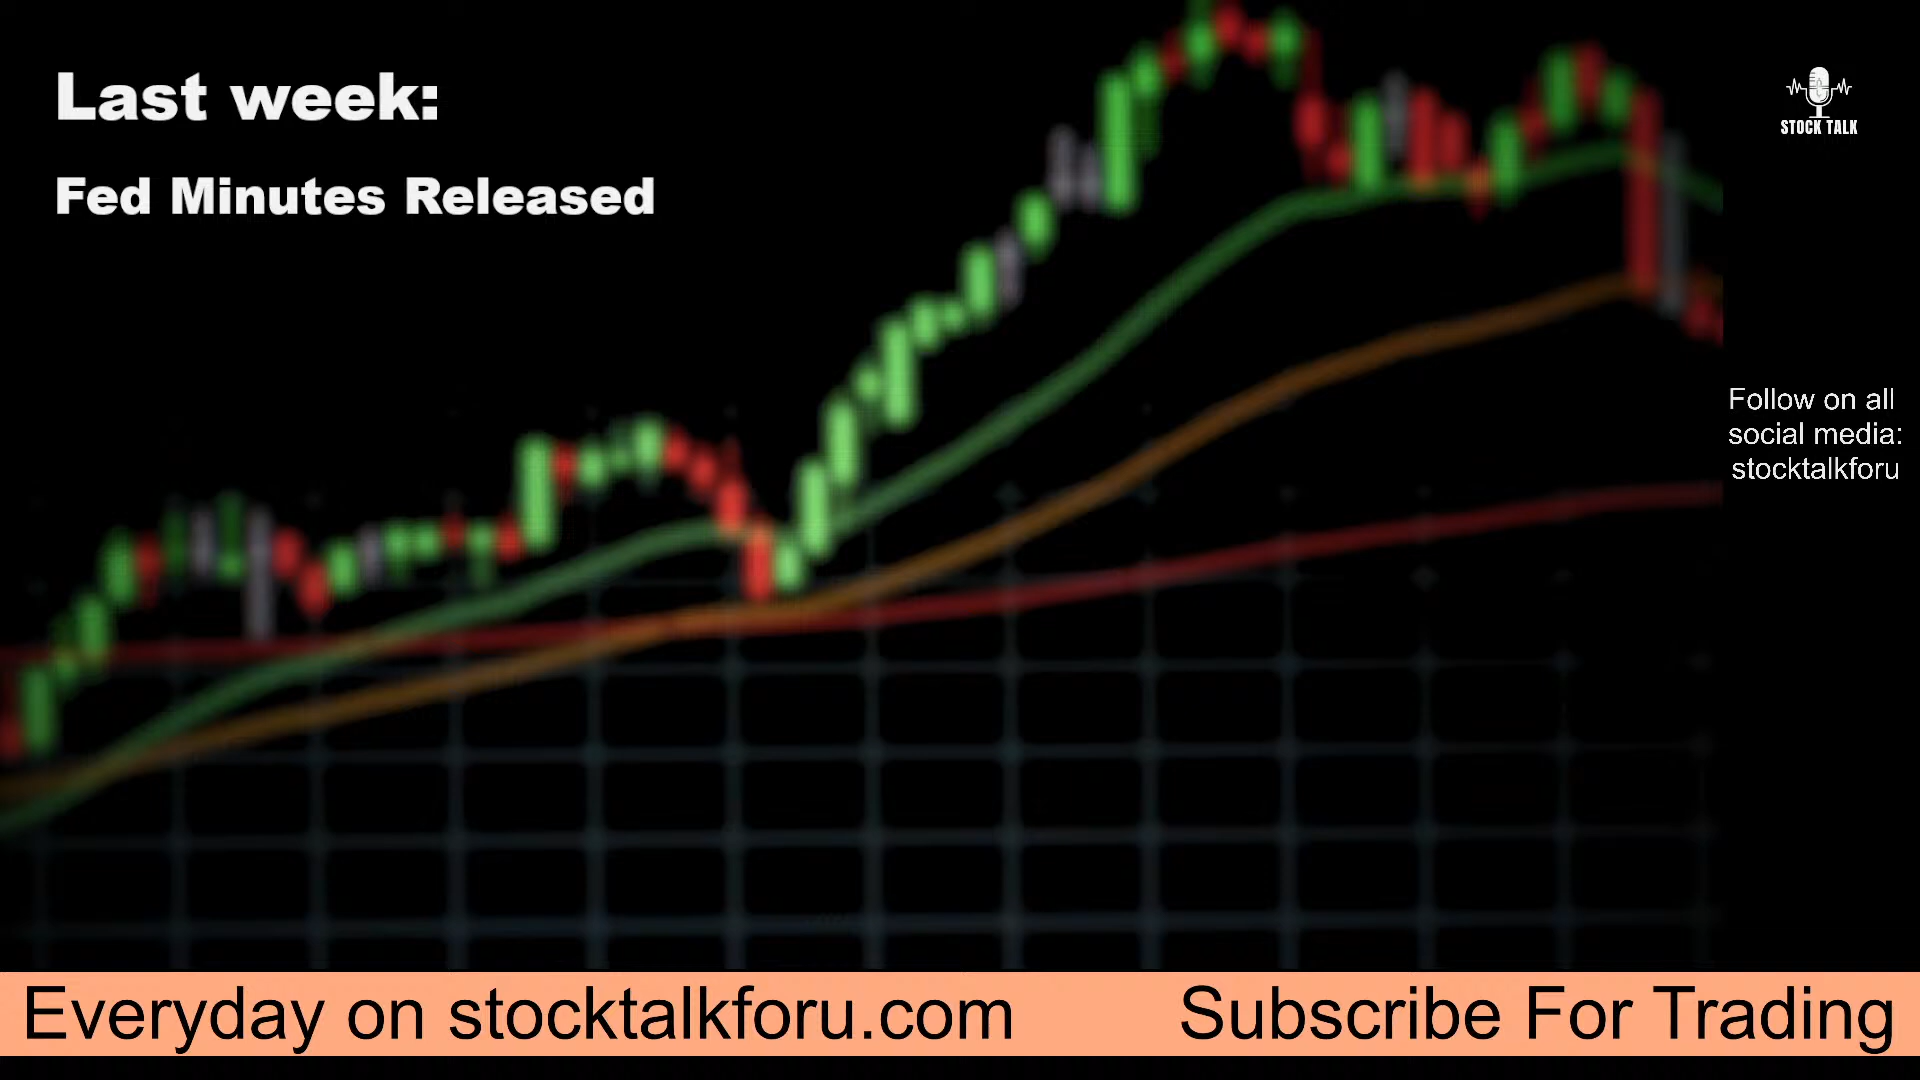 Last week:
Fed Minutes Released
STOCK TALK
Follow on all
social media:
stocktalkforu
Everyday on stocktalkforu.com
Subscribe For Trading